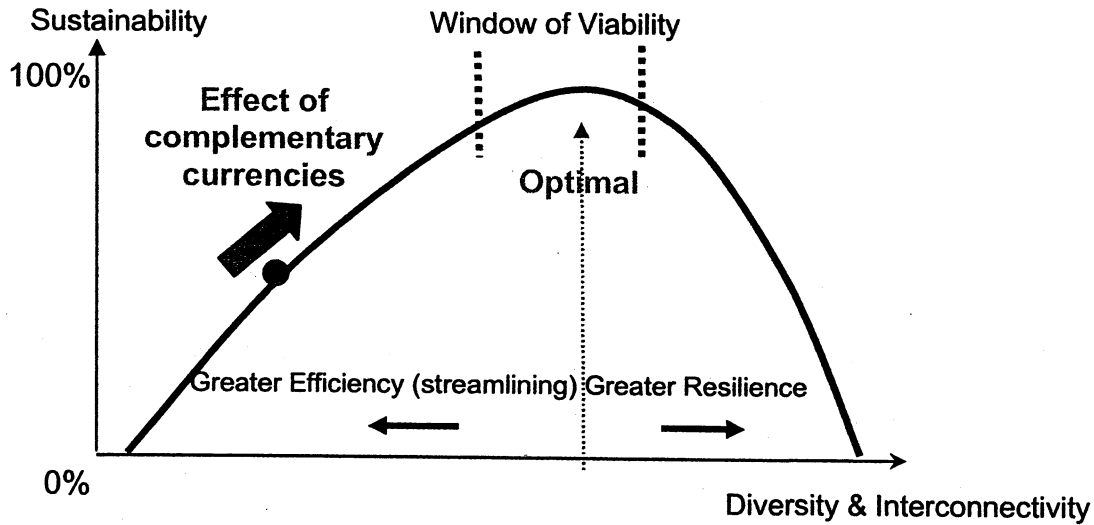 Sustainability
Window of Viability
100%
Effect of
complementary
currencies
Optimal
Greater Efficiency (streamlining)
Greater Resilience
0%
Diversity & Interconnectivity